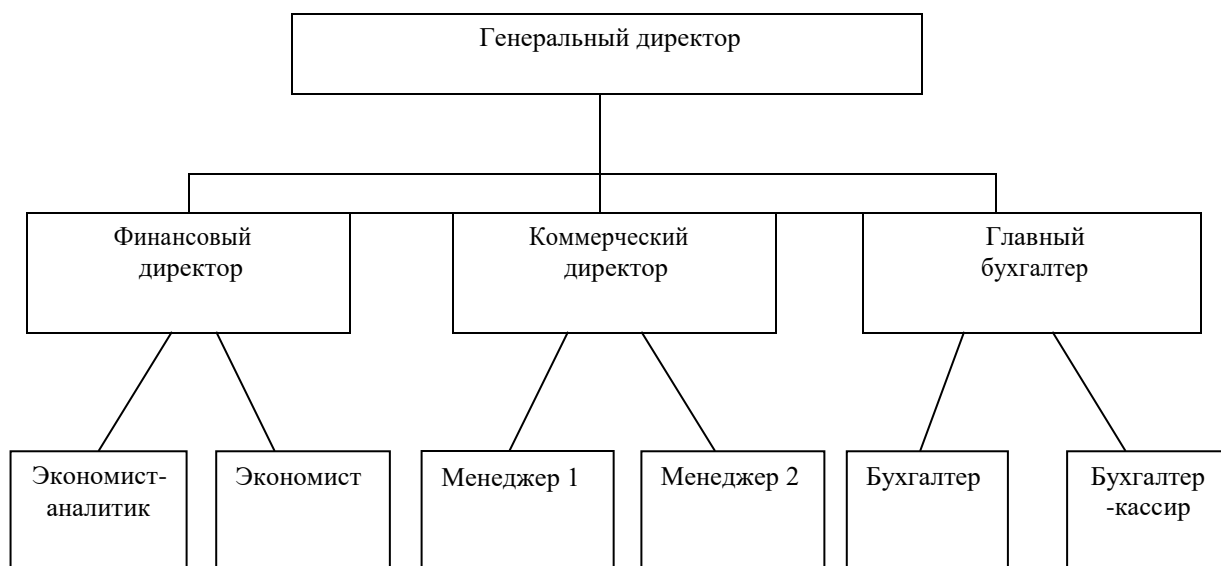 Генеральный директор
Финансовый
директор
Коммерческий
директор
Главный
бухгалтер
Экономист-
аналитик
Экономист
Менеджер 1
Менеджер 2
Бухгалтер
Бухгалтер
-кассир